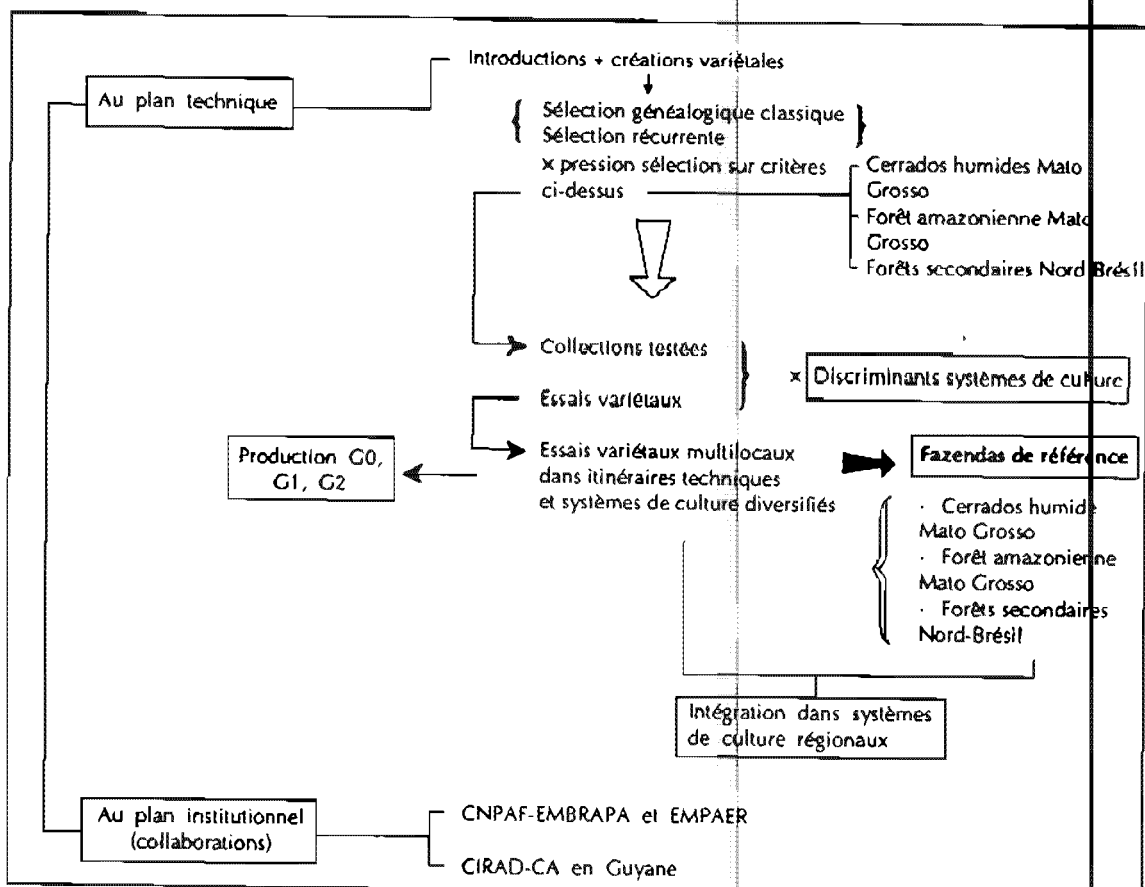 Au plan technique
Introductions + créations variétales
{ Sélection généalogique classique }
Sélection récurrente
x pression sélection sur critères
ci-dessus
Cerrados humides Mato
Grosso
Forêt amazonienne Mato
Grosso
Forêts secondaires Nord-Brésil
Collections testées
Essais variétaux
x Discriminants systèmes de culture
Essais variétaux multilocaux
dans itinéraires techniques
et systèmes de culture diversifiés
Production G0,
G1, G2
Fazendas de référence
· Cerrados humide
Mato Grosso
· Forêt amazonienne
Mato Grosso
· Forêts secondaires
Nord-Brésil
Intégration dans systèmes
de culture régionaux
Au plan institutionnel
(collaborations)
CNPAF-EMBRAPA et EMPAER
CIRAD-CA en Guyane